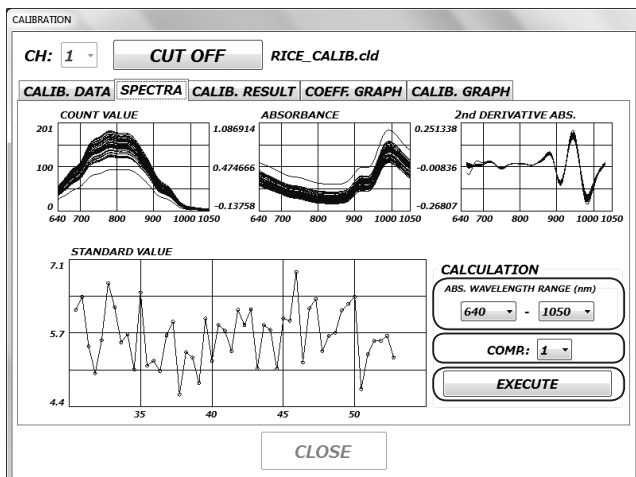 CALIBRATION
CH: 1 CUT OFF RICE_CALIB.cld
CALIB. DATA SPECTRA CALIB. RESULT COEFF. GRAPH CALIB. GRAPH
COUNT VALUE ABSORBANCE 2nd DERIVATIVE ABS.
201 1.086914 0.251338
100 0.474666 -0.00836
0 -0.13758 -0.26807
640 700 800 900 1000 1050 640 700 800 900 1000 1050 640 700 800 900 1000 1050
STANDARD VALUE
7.1
5.7
4.4
35 40 45 50
CALCULATION
ABS. WAVELENGTH RANGE (nm)
640 - 1050
COMP.: 1
EXECUTE
CLOSE